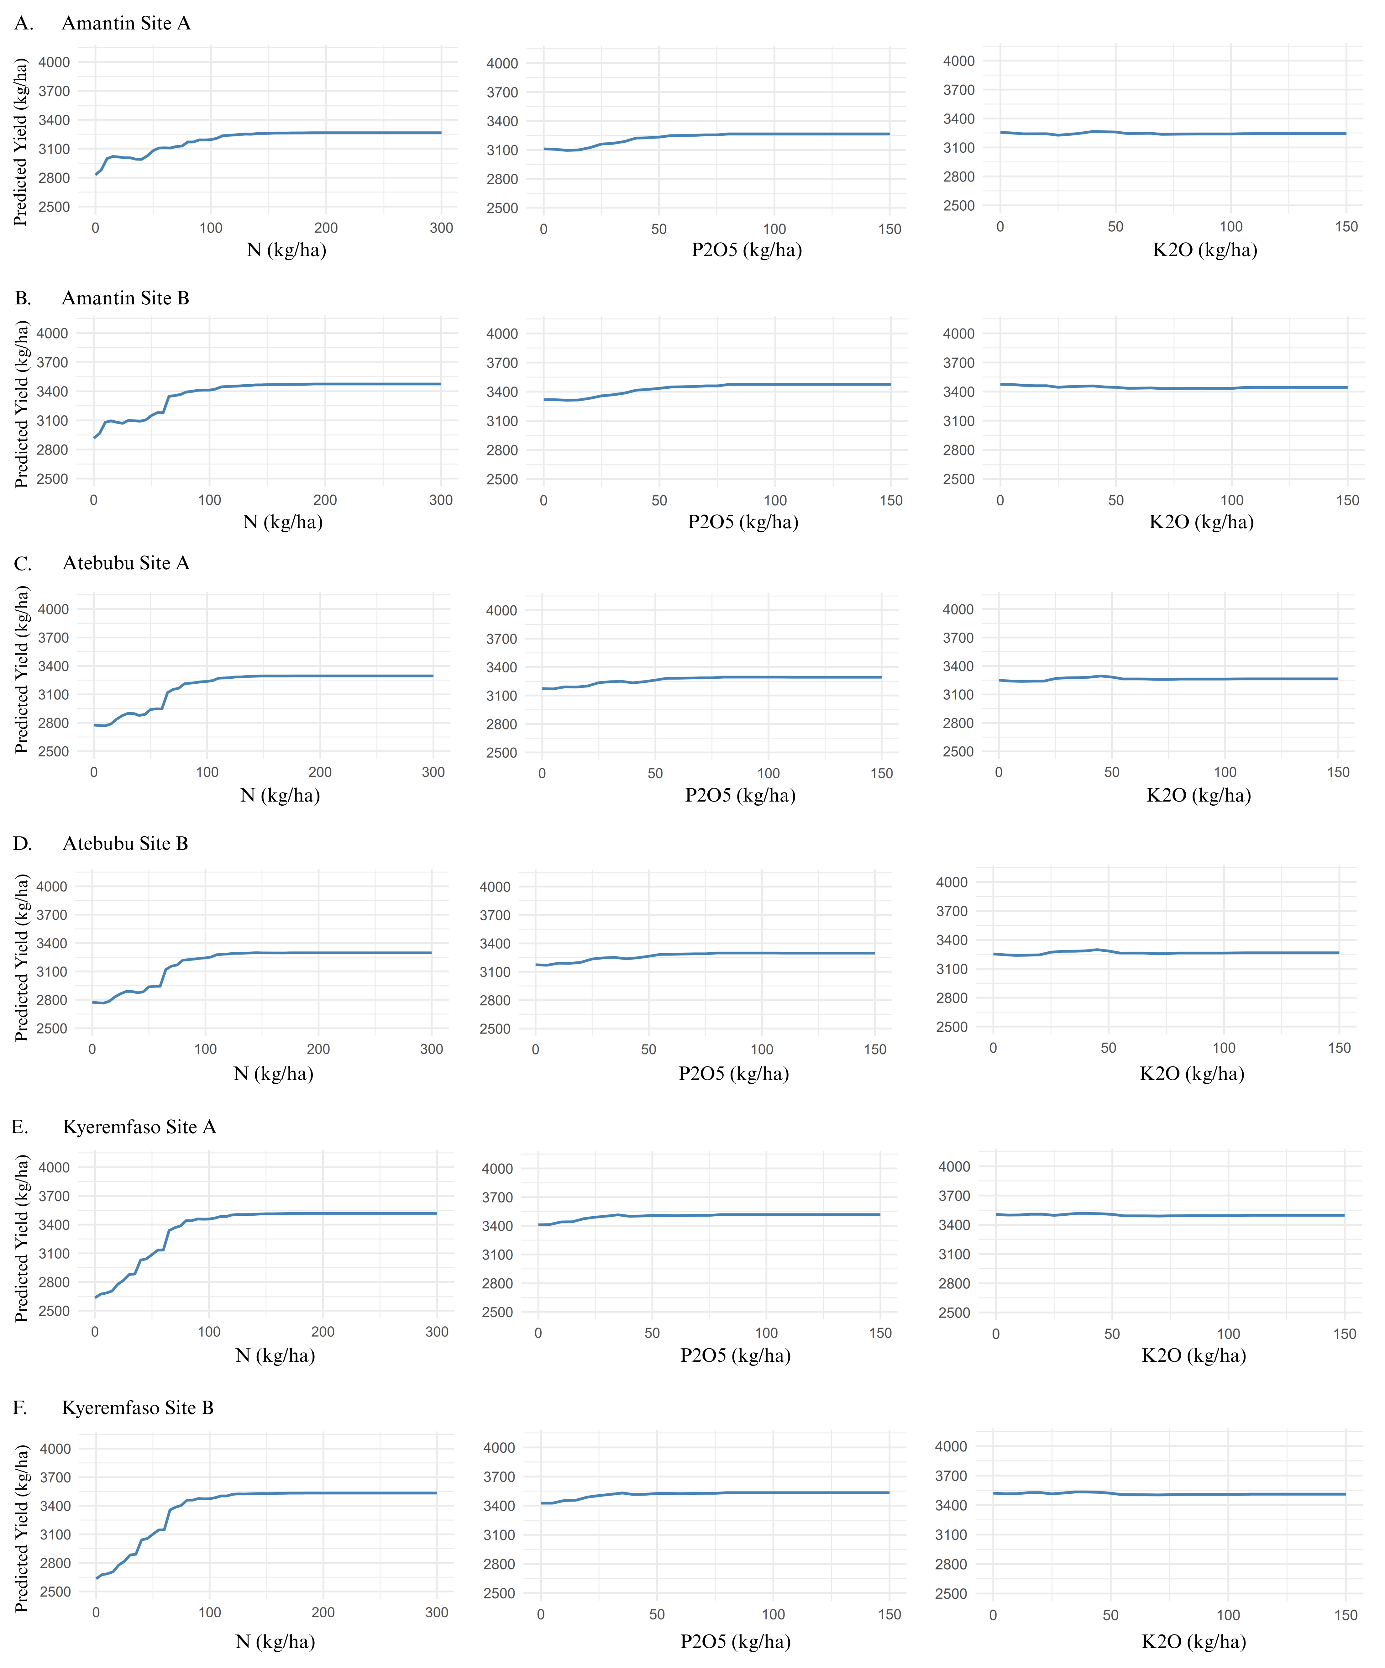 A. Amantin Site A
Predicted Yield (kg/ha)
4000 4000 4000
3700 3700 3700
3400 3400 3400
3100 3100 3100
2800 2800 2800
2500 2500 2500
0 100 200 300 0 50 100 150 0 50 100 150
N (kg/ha) P2O5 (kg/ha) K2O (kg/ha)
B. Amantin Site B
Predicted Yield (kg/ha)
4000 4000 4000
3700 3700 3700
3400 3400 3400
3100 3100 3100
2800 2800 2800
2500 2500 2500
0 100 200 300 0 50 100 150 0 50 100 150
N (kg/ha) P2O5 (kg/ha) K2O (kg/ha)
C. Atebubu Site A
Predicted Yield (kg/ha)
4000 4000 4000
3700 3700 3700
3400 3400 3400
3100 3100 3100
2800 2800 2800
2500 2500 2500
0 100 200 300 0 50 100 150 0 50 100 150
N (kg/ha) P2O5 (kg/ha) K2O (kg/ha)
D. Atebubu Site B
Predicted Yield (kg/ha)
4000 4000 4000
3700 3700 3700
3400 3400 3400
3100 3100 3100
2800 2800 2800
2500 2500 2500
0 100 200 300 0 50 100 150 0 50 100 150
N (kg/ha) P2O5 (kg/ha) K2O (kg/ha)
E. Kyeremfaso Site A
Predicted Yield (kg/ha)
4000 4000 4000
3700 3700 3700
3400 3400 3400
3100 3100 3100
2800 2800 2800
2500 2500 2500
0 100 200 300 0 50 100 150 0 50 100 150
N (kg/ha) P2O5 (kg/ha) K2O (kg/ha)
F. Kyeremfaso Site B
Predicted Yield (kg/ha)
4000 4000 4000
3700 3700 3700
3400 3400 3400
3100 3100 3100
2800 2800 2800
2500 2500 2500
0 100 200 300 0 50 100 150 0 50 100 150
N (kg/ha) P2O5 (kg/ha) K2O (kg/ha)